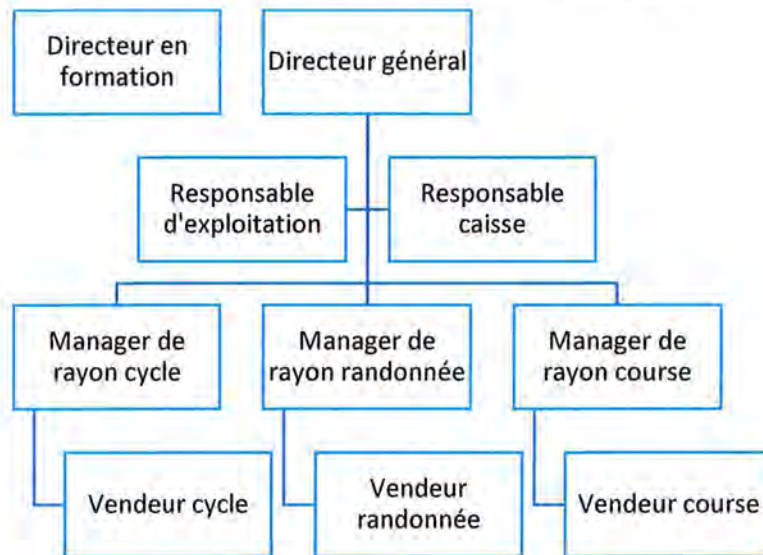 Directeur en
formation
Directeur général
Responsable
d'exploitation
Responsable
caisse
Manager de
rayon cycle
Manager de
rayon randonnée
Manager de
rayon course
Vendeur cycle
Vendeur
randonnée
Vendeur course